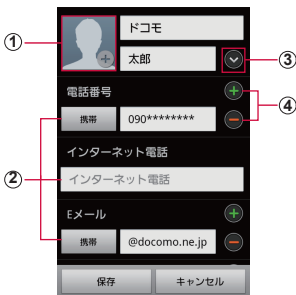 ①
ドコモ
太郎
③
電話番号
④
携帯
090********
インターネット電話
②
インターネット電話
Eメール
携帯
@docomo.ne.jp
保存
キャンセル